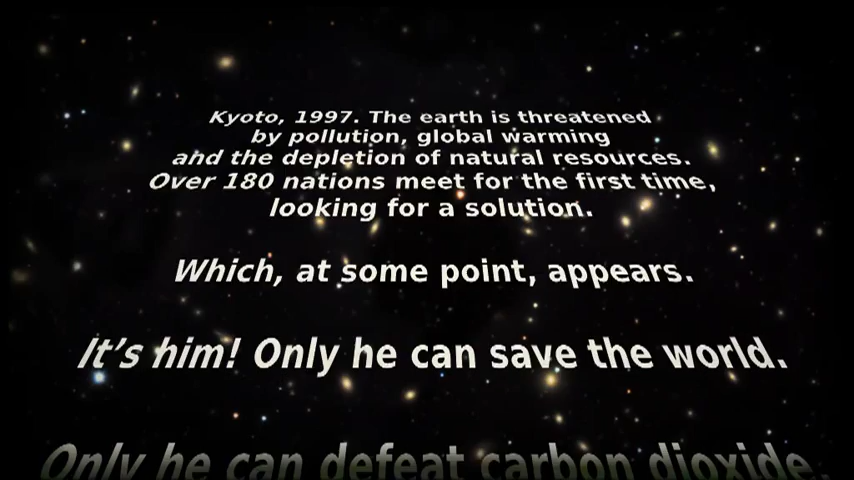 Kyoto, 1997. The earth is threatened
by pollution, global warming
and the depletion of natural resources.
Over 180 nations meet for the first time,
looking for a solution.
Which, at some point, appears.
It’s him! Only he can save the world.
Only he can defeat carbon dioxide.